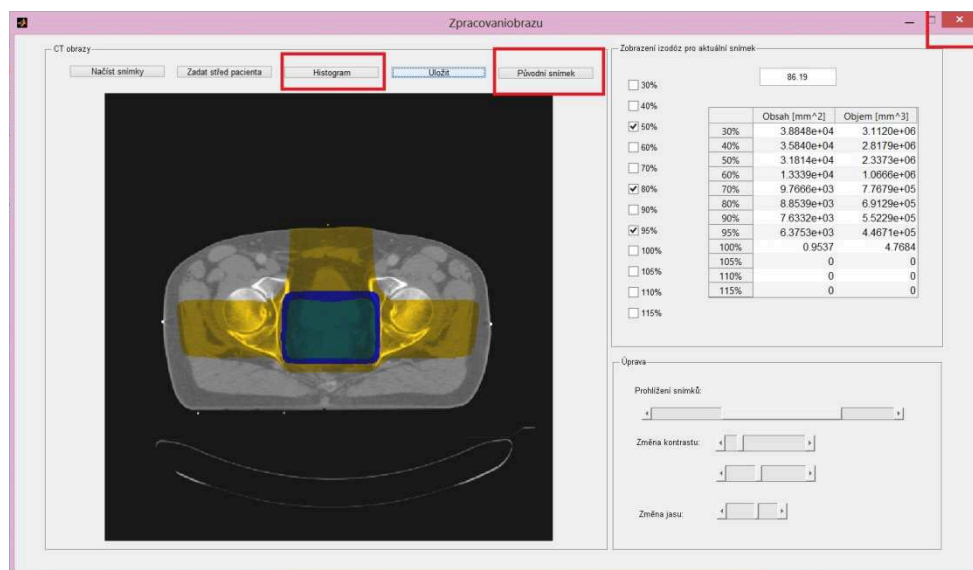 Zpracovaniobrazu
CT obrazy
Načíst snímky Zadat střed pacienta Histogram Uložit Původní snímek
Zobrazení izodóz pro aktuální snímek
30%
40%
50%
60%
70%
80%
90%
95%
100%
105%
110%
115%
86.19
Obsah [mm^2] Objem [mm^3]
30% 3.8848e+04 3.1120e+06
40% 3.5840e+04 2.8179e+06
50% 3.1814e+04 2.3373e+06
60% 1.3339e+04 1.0666e+06
70% 9.7666e+03 7.7679e+05
80% 8.8539e+03 6.9129e+05
90% 7.6332e+03 5.5229e+05
95% 6.3753e+03 4.4671e+05
100% 0.9537 4.7684
105% 0 0
110% 0 0
115% 0 0
Úprava
Prohlížení snímků:
Změna kontrastu:
Změna jasu: